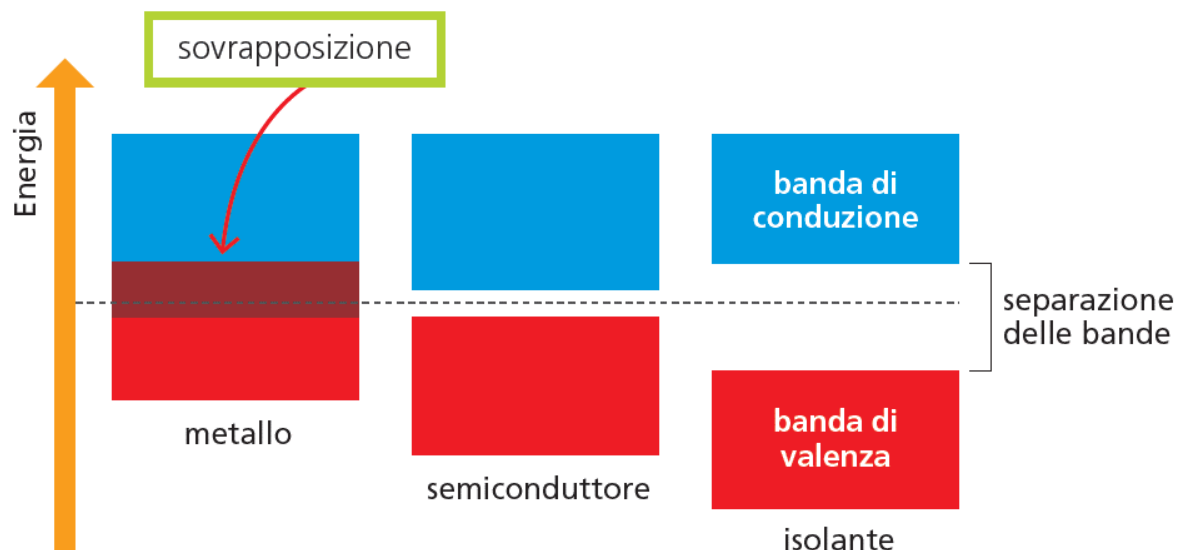 sovrapposizione
Energia
banda di
conduzione
separazione
delle bande
metallo
banda di
valenza
semiconduttore
isolante